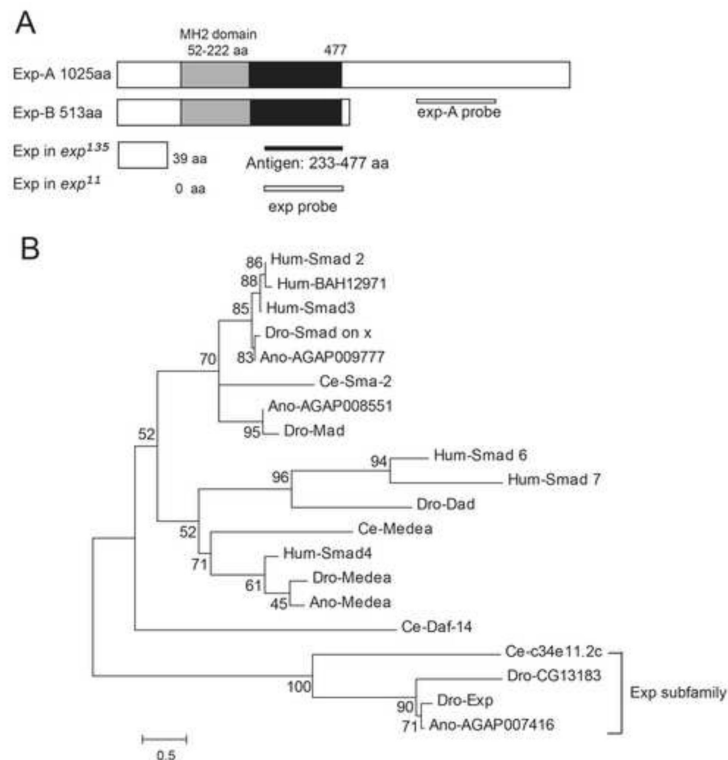 A
MH2 domain
52-222 aa
477
Exp-A 1025aa
Exp-B 513aa
exp-A probe
Exp in exp135
39 aa
Antigen: 233-477 aa
Exp in exp11
0 aa
exp probe
B
86
Hum-Smad 2
88
Hum-BAH12971
85
Hum-Smad3
Dro-Smad on x
83
Ano-AGAP009777
70
Ce-Sma-2
Ano-AGAP008551
95
Dro-Mad
52
Hum-Smad 6
94
96
Hum-Smad 7
Dro-Dad
52
Ce-Medea
71
Hum-Smad4
61
Dro-Medea
45
Ano-Medea
Ce-Daf-14
Ce-c34e11.2c
100
Dro-CG13183
90
Dro-Exp
Exp subfamily
71
Ano-AGAP007416
0.5